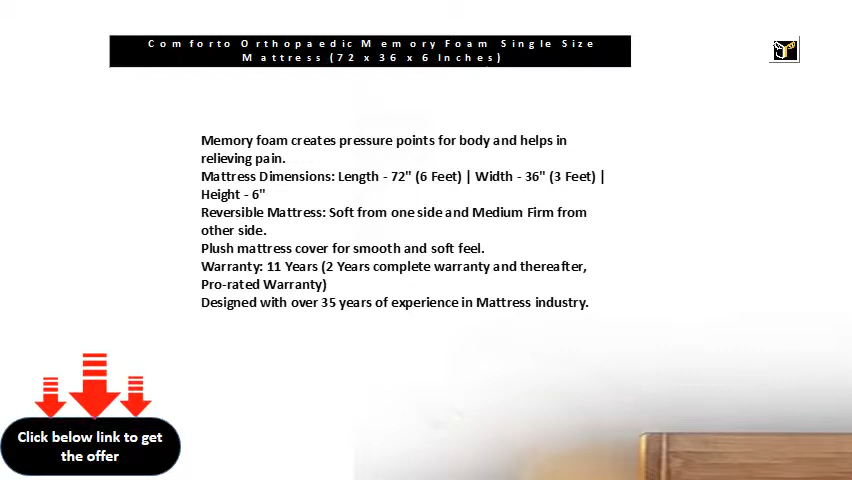 Comforto Orthopaedic Memory Foam Single Size
Mattress (72 x 36 x 6 Inches)
Memory foam creates pressure points for body and helps in
relieving pain.
Mattress Dimensions: Length - 72" (6 Feet) | Width - 36" (3 Feet) |
Height - 6"
Reversible Mattress: Soft from one side and Medium Firm from
other side.
Plush mattress cover for smooth and soft feel.
Warranty: 11 Years (2 Years complete warranty and thereafter,
Pro-rated Warranty)
Designed with over 35 years of experience in Mattress industry.
Click below link to get
the offer